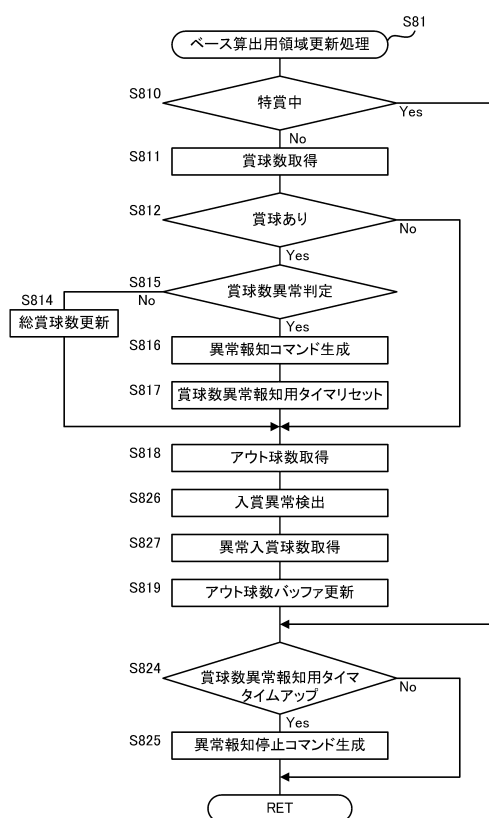 S81
ベース算出用領域更新処理
S810
特賞中
Yes
No
S811
賞球数取得
S812
賞球あり
No
Yes
S815
賞球数異常判定
No
S814
総賞球数更新
Yes
S816
異常報知コマンド生成
S817
賞球数異常報知用タイマリセット
S818
アウト球数取得
S826
入賞異常検出
S827
異常入賞球数取得
S819
アウト球数バッファ更新
S824
賞球数異常報知用タイマ
タイムアップ
No
Yes
S825
異常報知停止コマンド生成
RET